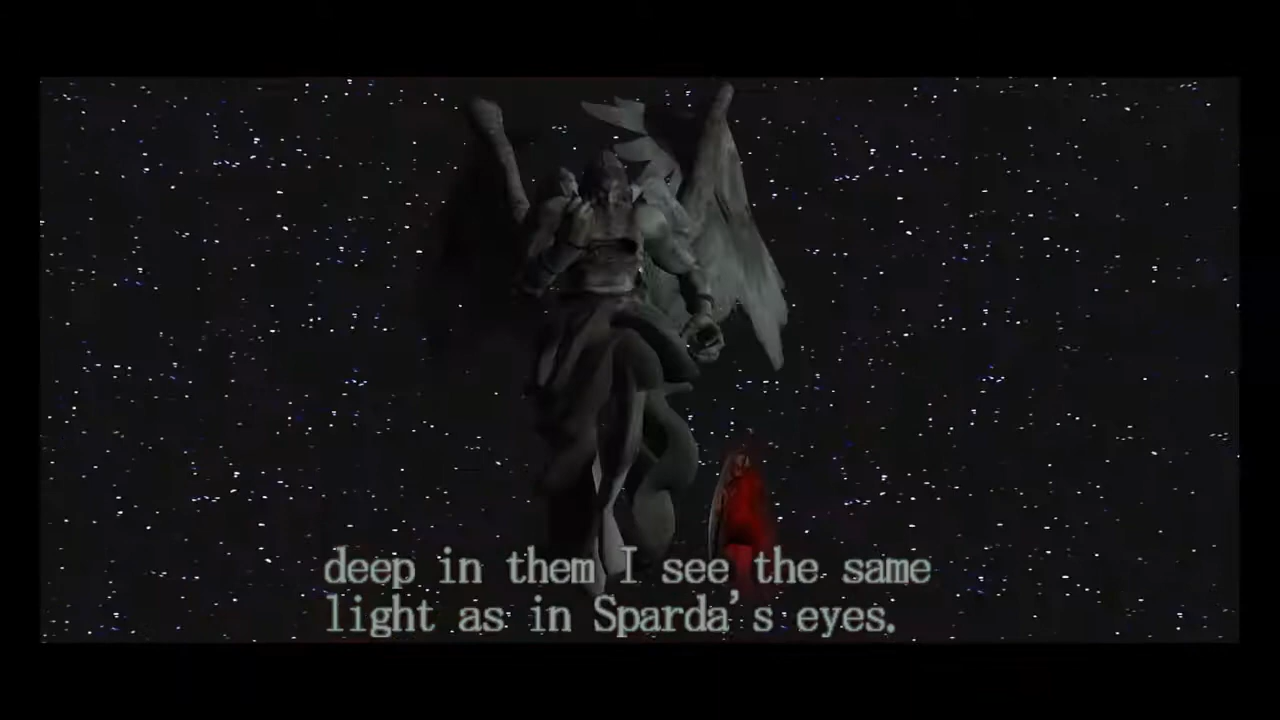 deep in them I see the same
light as in Sparda's eyes.